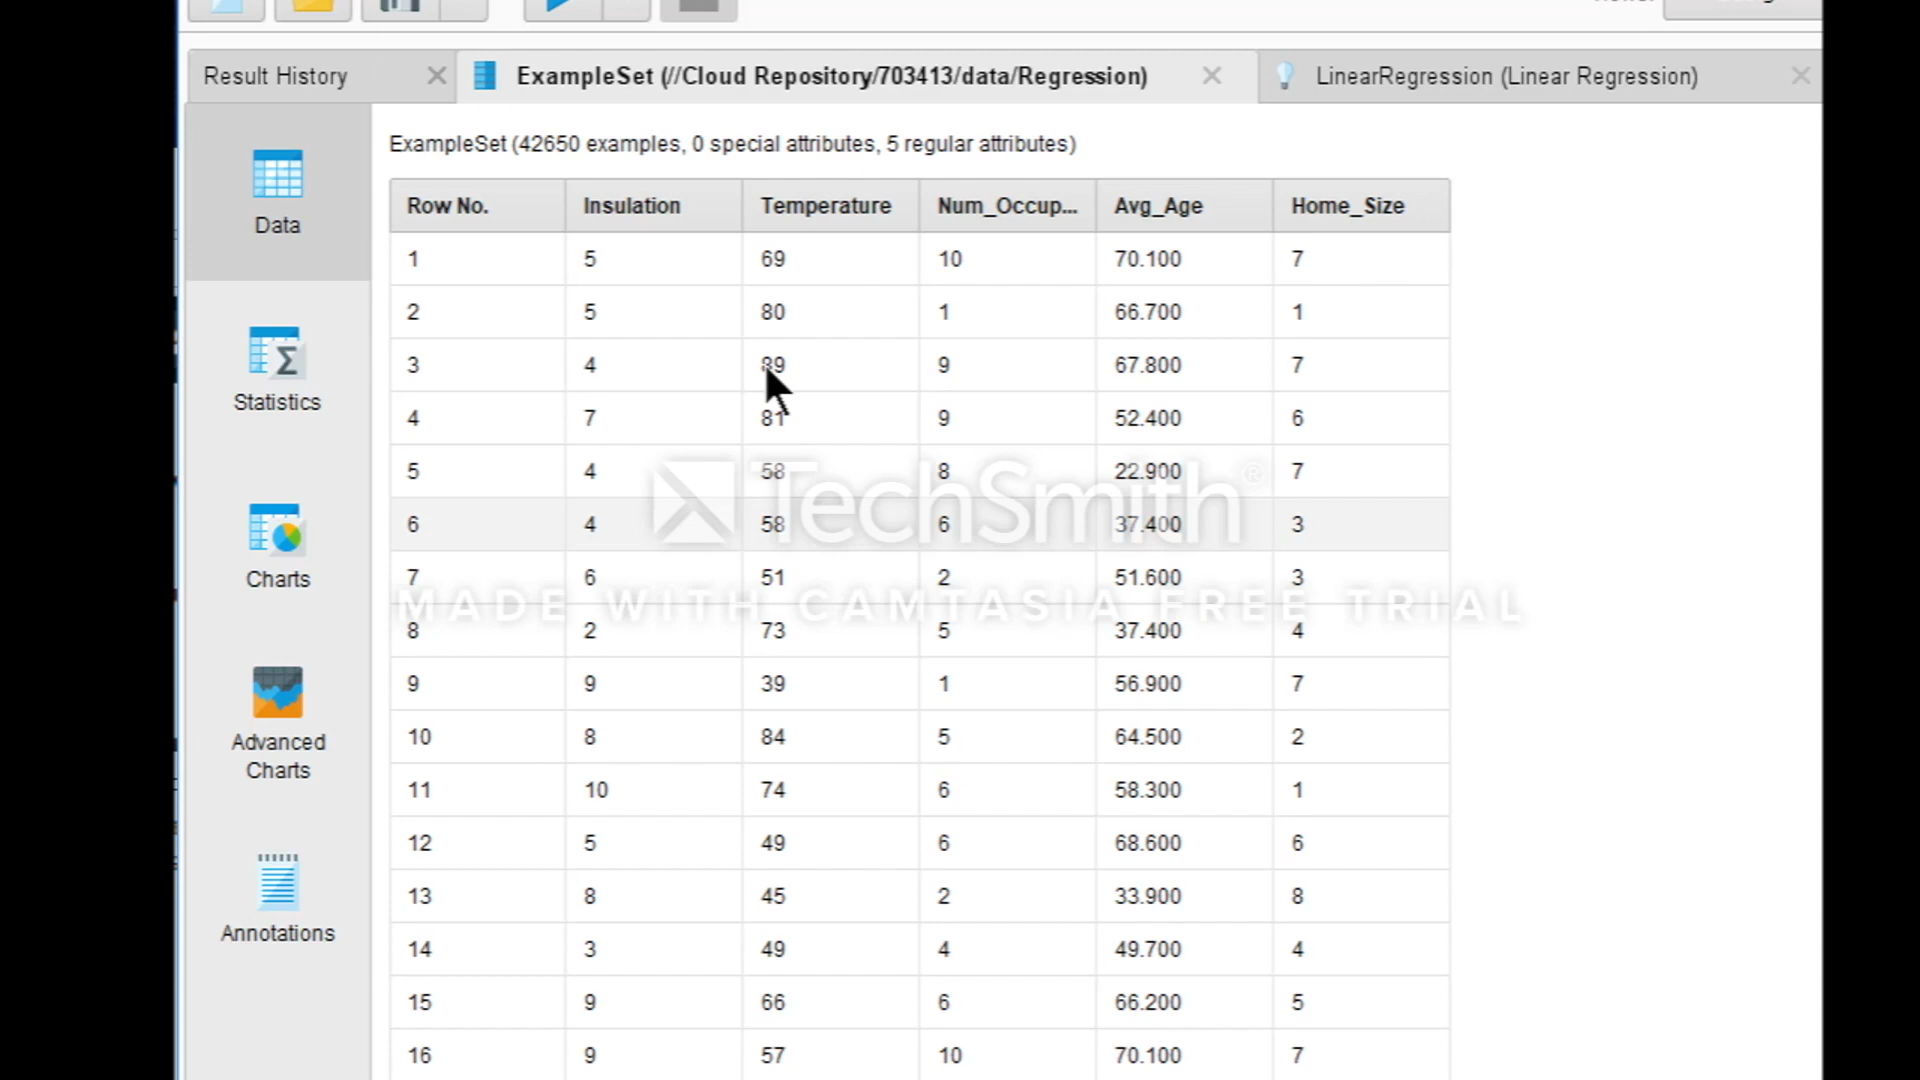 Result History
ExampleSet (//Cloud Repository/703413/data/Regression)
LinearRegression (Linear Regression)
ExampleSet (42650 examples, 0 special attributes, 5 regular attributes)
Data
Statistics
Charts
Advanced
Charts
Annotations
Row No. Insulation Temperature Num_Occup... Avg_Age Home_Size
1 5 69 10 70.100 7
2 5 80 1 66.700 1
3 4 89 9 67.800 7
4 7 81 9 52.400 6
5 4 58 8 22.900 7
6 4 58 6 37.400 3
7 6 51 2 51.600 3
8 2 73 5 37.400 4
9 9 39 1 56.900 7
10 8 84 5 64.500 2
11 10 74 6 58.300 1
12 5 49 6 68.600 6
13 8 45 2 33.900 8
14 3 49 4 49.700 4
15 9 66 6 66.200 5
16 9 57 10 70.100 7
TechSmith®
MADE WITH CAMTASIA FREE TRIAL